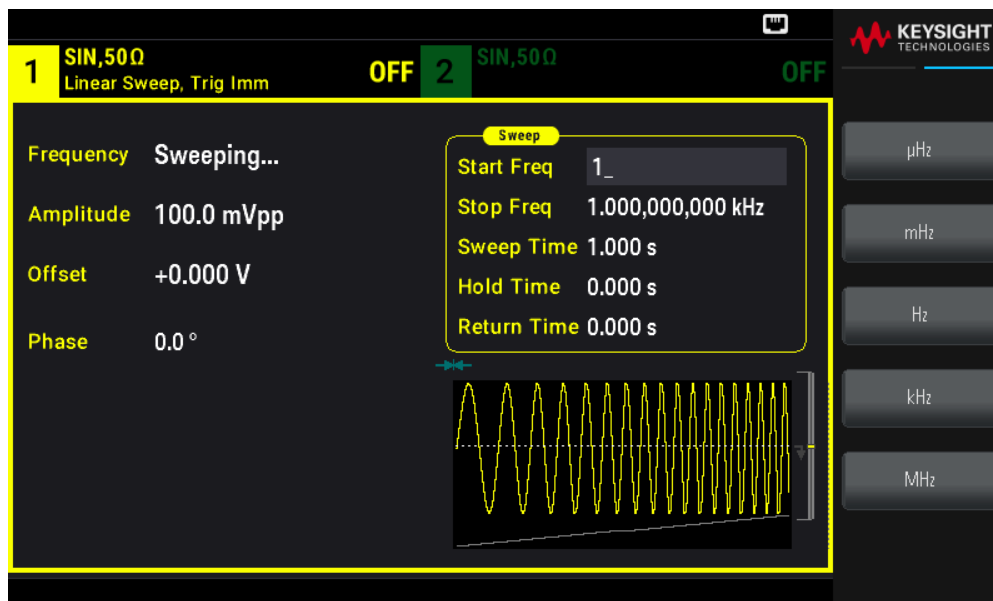 KEYSIGHT
TECHNOLOGIES
1 SIN,50Ω OFF
Linear Sweep, Trig Imm
2 SIN,50Ω OFF
Frequency Sweeping...
Amplitude 100.0 mVpp
Offset +0.000 V
Phase 0.0 °
Sweep
Start Freq 1_
Stop Freq 1.000,000,000 kHz
Sweep Time 1.000 s
Hold Time 0.000 s
Return Time 0.000 s
µHz
mHz
Hz
kHz
MHz